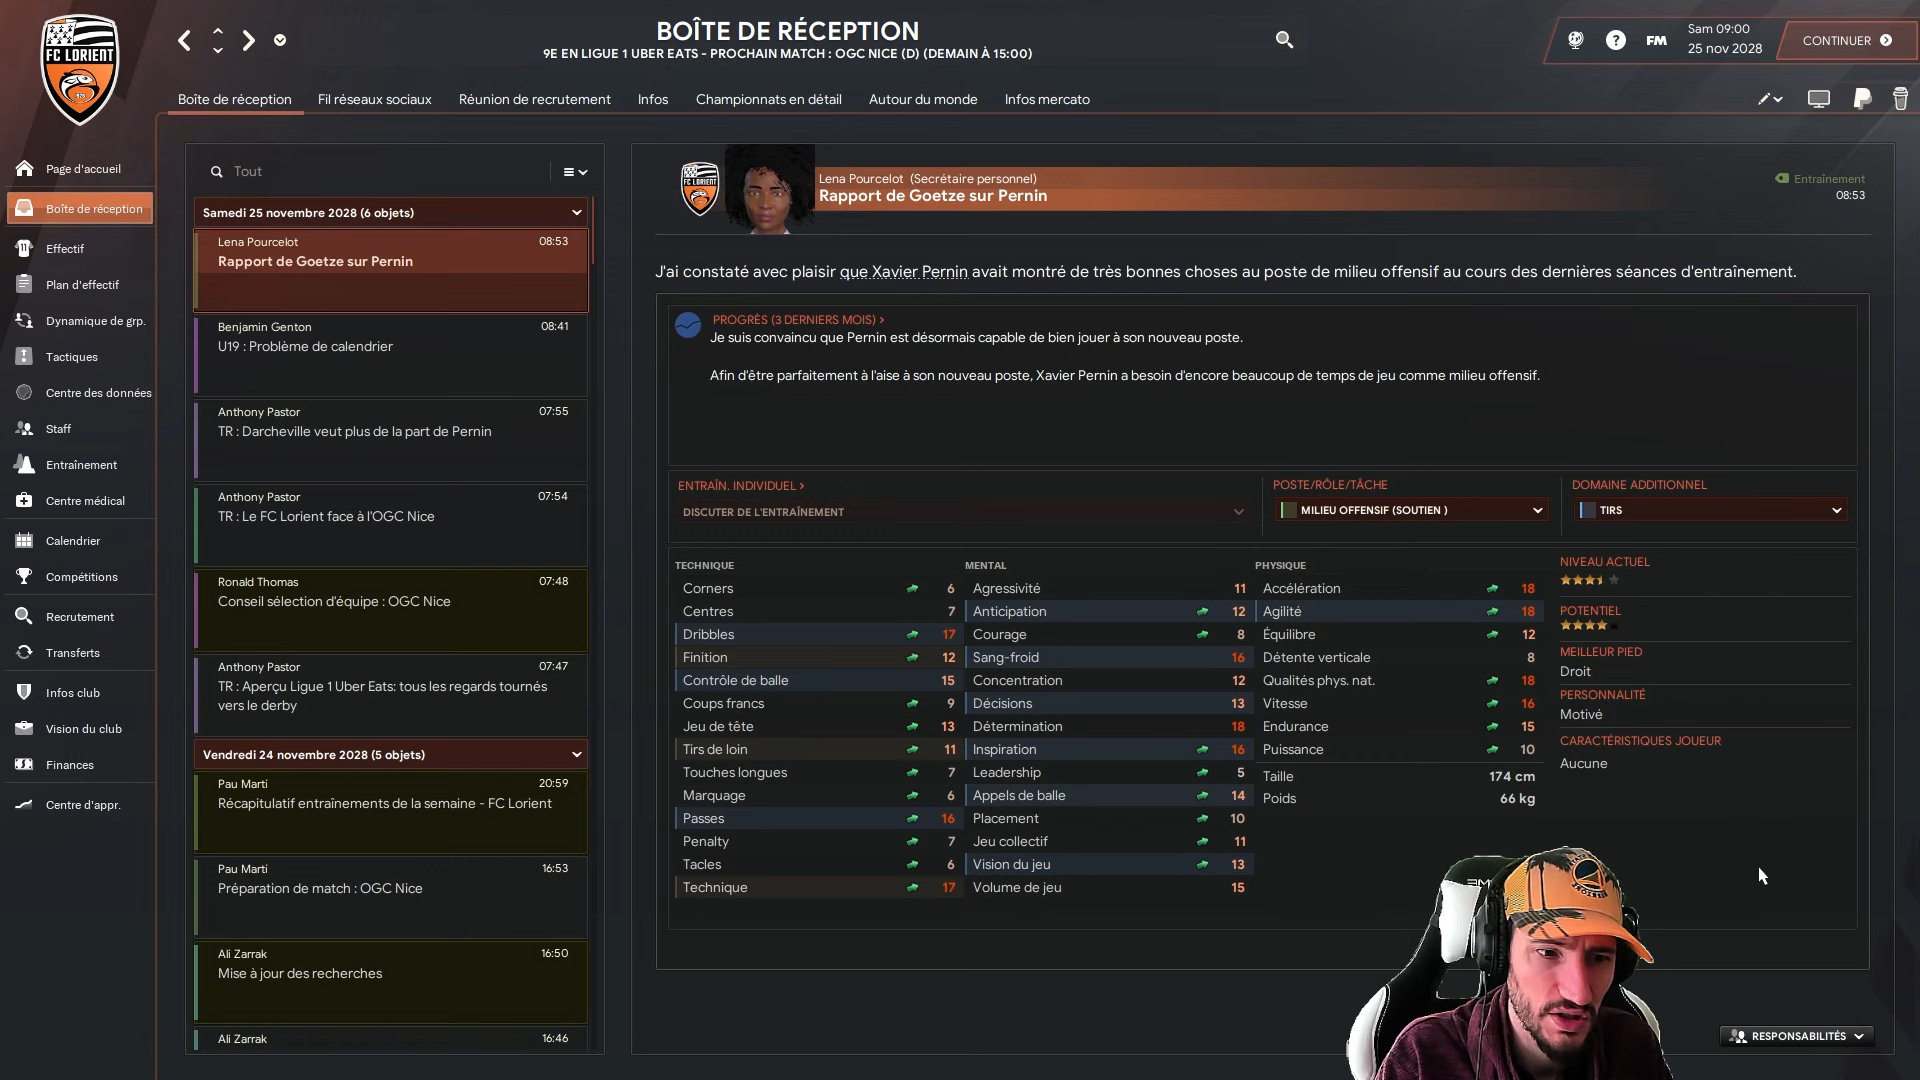 BOÎTE DE RÉCEPTION
9E EN LIGUE 1 UBER EATS - PROCHAIN MATCH : OGC NICE (D) (DEMAIN À 15:00)
FC LORIENT
FM
Sam 09:00
25 nov 2028
CONTINUER
Boîte de réception
Fil réseaux sociaux
Réunion de recrutement
Infos
Championnats en détail
Autour du monde
Infos mercato
Page d'accueil
Boîte de réception
Effectif
Plan d'effectif
Dynamique de grp.
Tactiques
Centre des données
Staff
Entraînement
Centre médical
Calendrier
Compétitions
Recrutement
Transferts
Infos club
Vision du club
Finances
Centre d'appr.
Tout
Samedi 25 novembre 2028 (6 objets)
Lena Pourcelot 08:53
Rapport de Goetze sur Pernin
Benjamin Genton 08:41
U19 : Problème de calendrier
Anthony Pastor 07:55
TR : Darcheville veut plus de la part de Pernin
Anthony Pastor 07:54
TR : Le FC Lorient face à l'OGC Nice
Ronald Thomas 07:48
Conseil sélection d'équipe : OGC Nice
Anthony Pastor 07:47
TR : Aperçu Ligue 1 Uber Eats: tous les regards tournés
vers le derby
Vendredi 24 novembre 2028 (5 objets)
Pau Martí 20:59
Récapitulatif entraînements de la semaine - FC Lorient
Pau Martí 16:53
Préparation de match : OGC Nice
Ali Zarrak 16:50
Mise à jour des recherches
Ali Zarrak 16:46
FC LORIENT
Lena Pourcelot (Secrétaire personnel)
Rapport de Goetze sur Pernin
Entraînement
08:53
J'ai constaté avec plaisir que Xavier Pernin avait montré de très bonnes choses au poste de milieu offensif au cours des dernières séances d'entraînement.
PROGRÈS (3 DERNIERS MOIS) >
Je suis convaincu que Pernin est désormais capable de bien jouer à son nouveau poste.
Afin d'être parfaitement à l'aise à son nouveau poste, Xavier Pernin a besoin d'encore beaucoup de temps de jeu comme milieu offensif.
ENTRAÎN. INDIVIDUEL >
DISCUTER DE L'ENTRAÎNEMENT
POSTE/RÔLE/TÂCHE
MILIEU OFFENSIF (SOUTIEN )
DOMAINE ADDITIONNEL
TIRS
TECHNIQUE
Corners 6
Centres 7
Dribbles 17
Finition 12
Contrôle de balle 15
Coups francs 9
Jeu de tête 13
Tirs de loin 11
Touches longues 7
Marquage 6
Passes 16
Penalty 7
Tacles 6
Technique 17
MENTAL
Agressivité 11
Anticipation 12
Courage 8
Sang-froid 16
Concentration 12
Décisions 13
Détermination 18
Inspiration 16
Leadership 5
Appels de balle 14
Placement 10
Jeu collectif 11
Vision du jeu 13
Volume de jeu 15
PHYSIQUE
Accélération 18
Agilité 18
Équilibre 12
Détente verticale 8
Qualités phys. nat. 18
Vitesse 16
Endurance 15
Puissance 10
Taille 174 cm
Poids 66 kg
NIVEAU ACTUEL
POTENTIEL
MEILLEUR PIED
Droit
PERSONNALITÉ
Motivé
CARACTÉRISTIQUES JOUEUR
Aucune
RESPONSABILITÉS